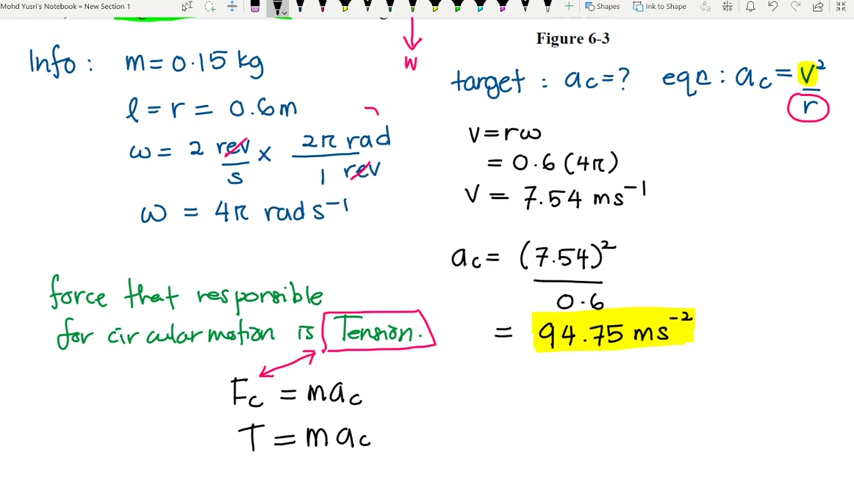 Mohd Yusri's Notebook » New Section 1
Shapes
Ink to Shape
W
Figure 6-3
Info : m = 0.15 kg
l = r = 0.6m
ω = 2 rev/s × 2π rad / 1 rev
ω = 4π rad s⁻¹
force that responsible
for circular motion is Tension.
Fc = mac
T = mac
target : ac = ? eqn : ac = v²/r
v = rω
= 0.6 (4π)
v = 7.54 ms⁻¹
ac = (7.54)² / 0.6
= 94.75 ms⁻²